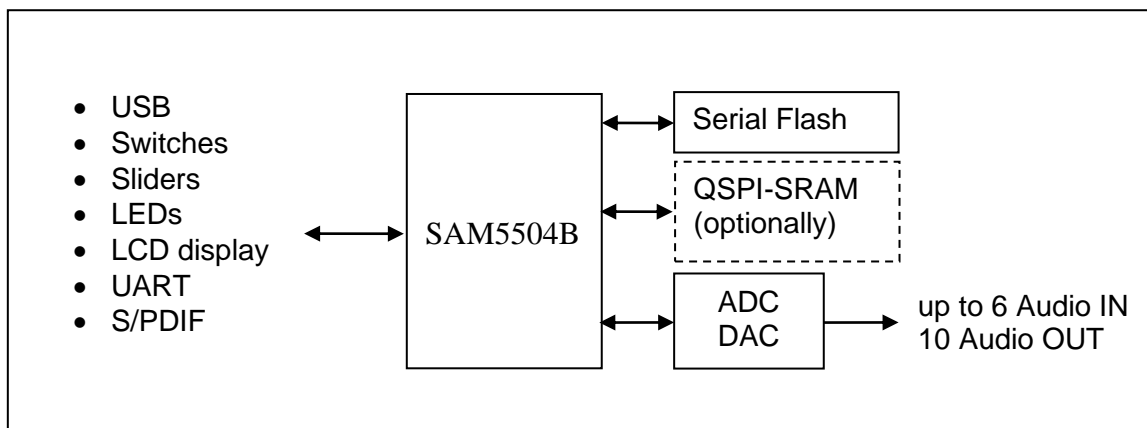 • USB
• Switches
• Sliders
• LEDs
• LCD display
• UART
• S/PDIF
SAM5504B
Serial Flash
QSPI-SRAM
(optionally)
ADC
DAC
up to 6 Audio IN
10 Audio OUT